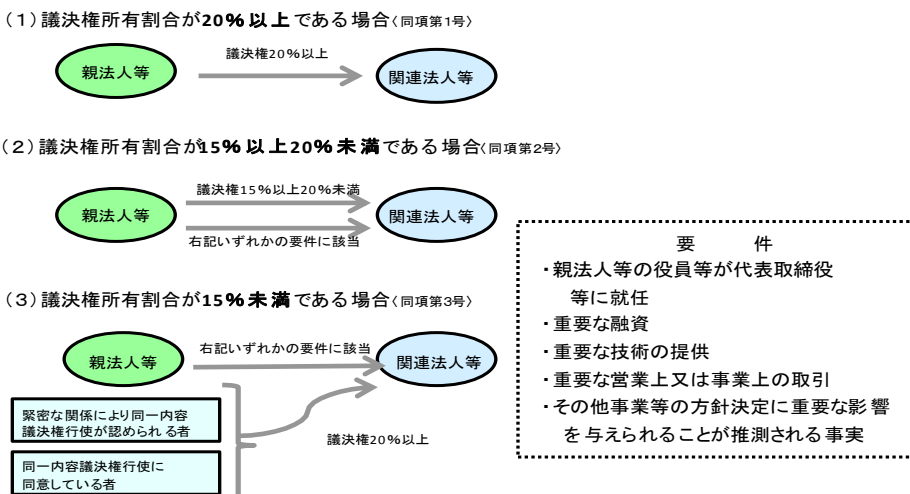 (1)議決権所有割合が20%以上である場合〈同項第1号〉
議決権20%以上
親法人等
関連法人等
(2)議決権所有割合が15%以上20%未満である場合〈同項第2号〉
議決権15%以上20%未満
親法人等
関連法人等
右記いずれかの要件に該当
(3)議決権所有割合が15%未満である場合〈同項第3号〉
右記いずれかの要件に該当
親法人等
関連法人等
緊密な関係により同一内容
議決権行使が認められる者
議決権20%以上
同一内容議決権行使に
同意している者
要 件
・親法人等の役員等が代表取締役
等に就任
・重要な融資
・重要な技術の提供
・重要な営業上又は事業上の取引
・その他事業等の方針決定に重要な影響
を与えられることが推測される事実